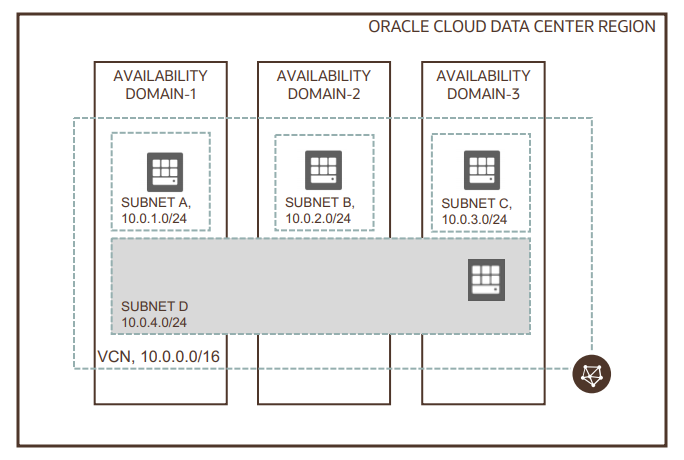 ORACLE CLOUD DATA CENTER REGION
AVAILABILITY
DOMAIN-1
AVAILABILITY
DOMAIN-2
AVAILABILITY
DOMAIN-3
SUBNET A,
10.0.1.0/24
SUBNET B,
10.0.2.0/24
SUBNET C,
10.0.3.0/24
SUBNET D
10.0.4.0/24
VCN, 10.0.0.0/16